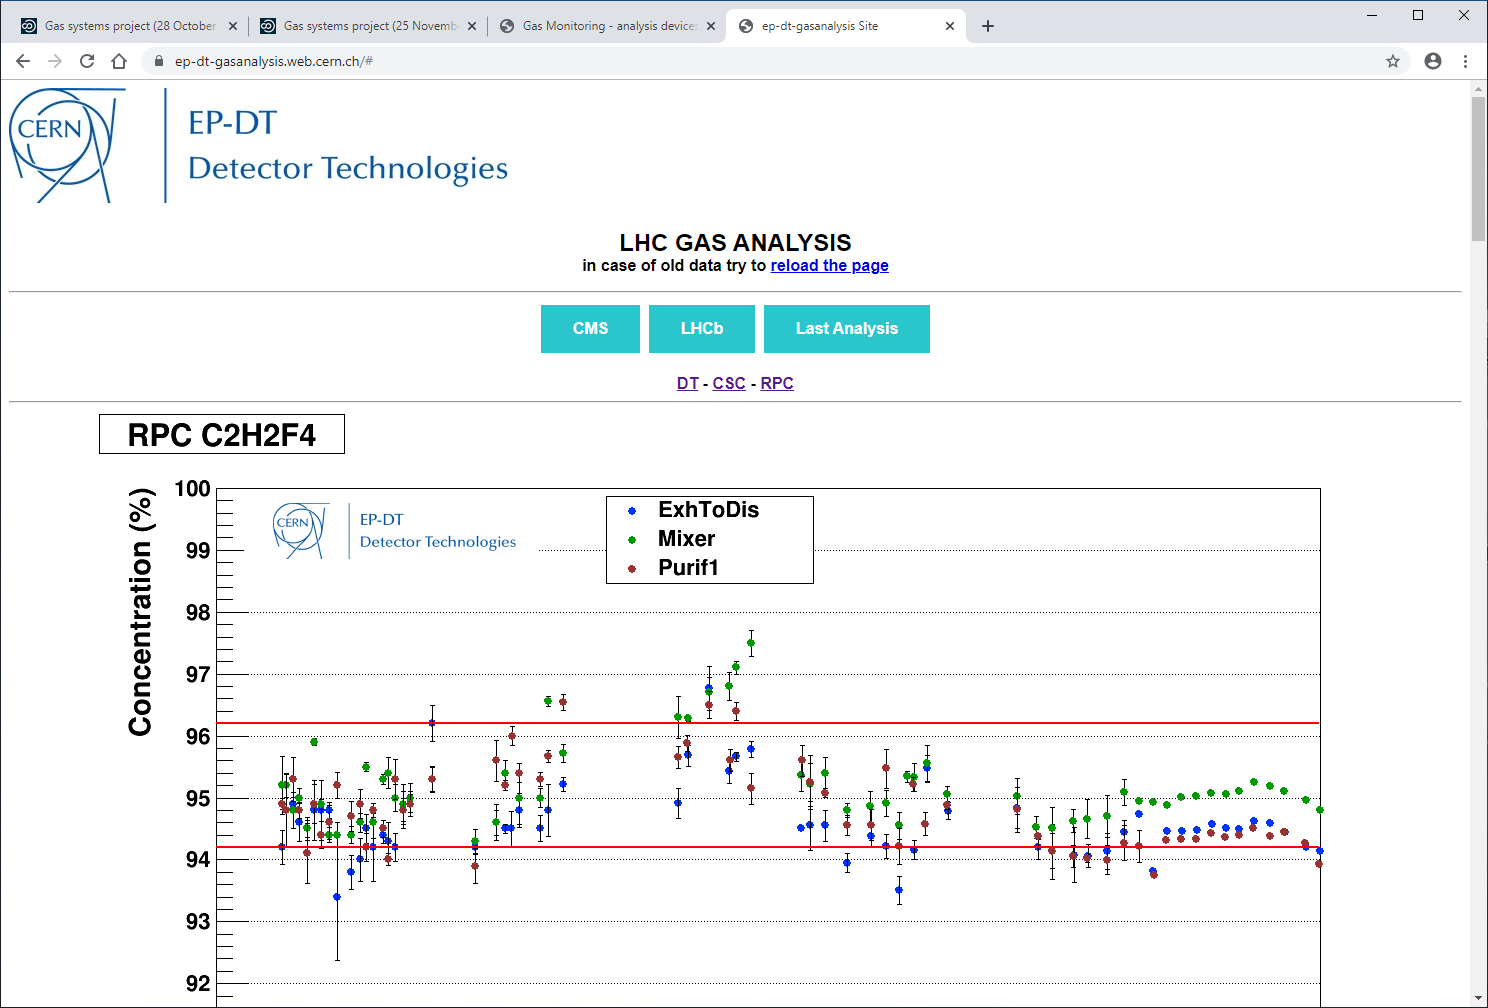 Gas systems project (28 October
Gas systems project (25 Novemb
Gas Monitoring - analysis device
ep-dt-gasanalysis Site
ep-dt-gasanalysis.web.cern.ch/#
CERN
EP-DT
Detector Technologies
LHC GAS ANALYSIS
in case of old data try to reload the page
CMS
LHCb
Last Analysis
DT - CSC - RPC
RPC C2H2F4
Concentration (%)
100
99
98
97
96
95
94
93
92
CERN
EP-DT
Detector Technologies
ExhToDis
Mixer
Purif1